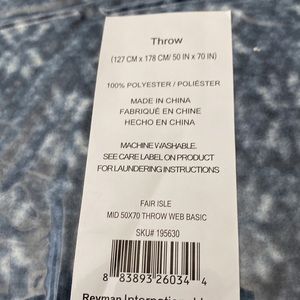 Throw
(127 CM x 178 CM/ 50 IN x 70 IN)
100% POLYESTER / POLIÉSTER
MADE IN CHINA
FABRIQUÉ EN CHINE
HECHO EN CHINA
MACHINE WASHABLE.
SEE CARE LABEL ON PRODUCT
FOR LAUNDERING INSTRUCTIONS
FAIR ISLE
MID 50X70 THROW WEB BASIC
SKU# 195630
8 83893 26034 4
Revman International